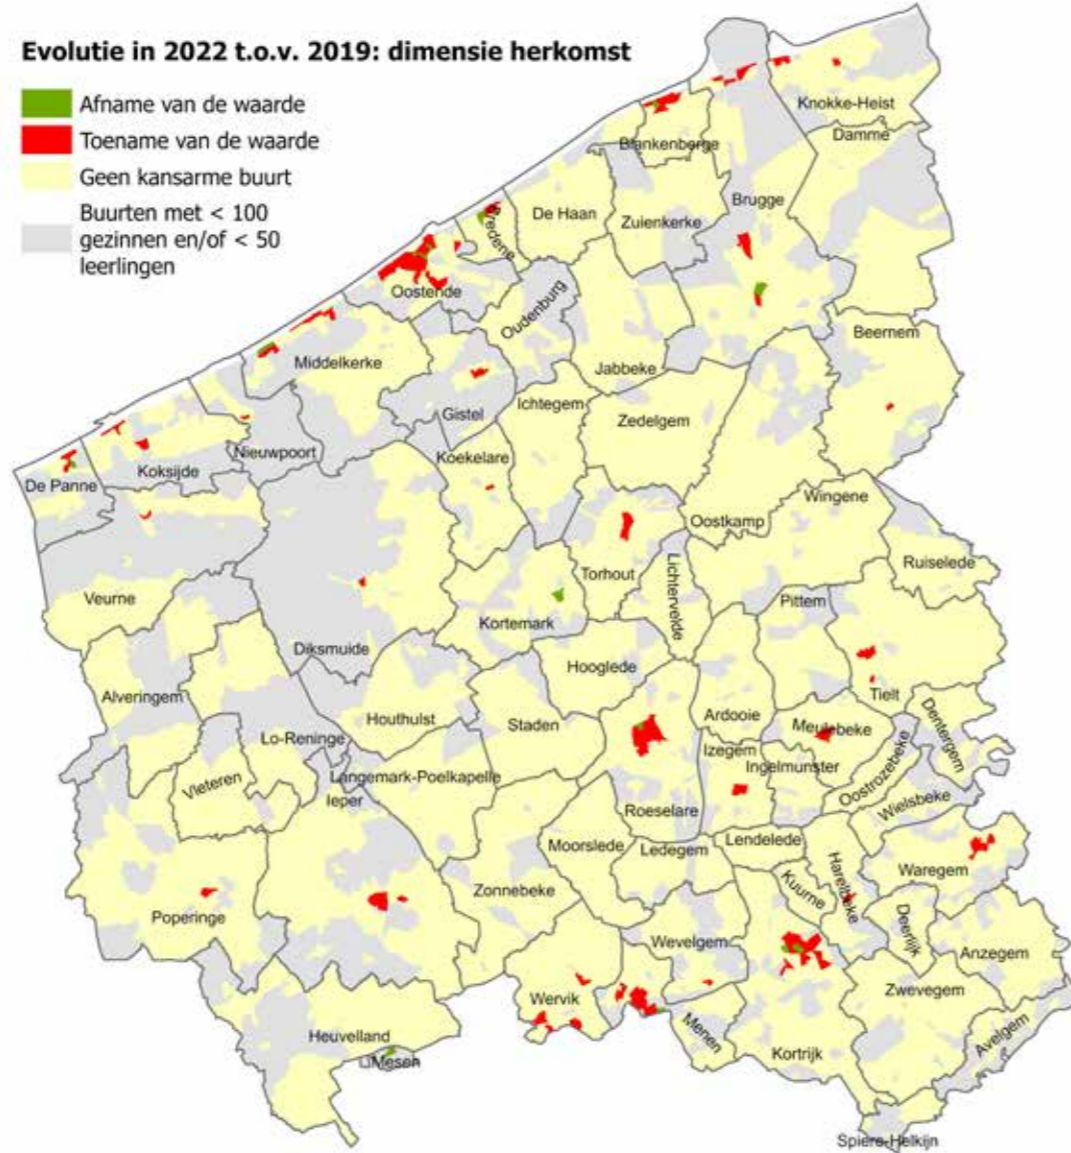 Evolutie in 2022 t.o.v. 2019: dimensie herkomst
Afname van de waarde
Toename van de waarde
Geen kansarme buurt
Buurten met < 100
gezinnen en/of < 50
leerlingen
Knokke-Heist
Damme
Blankenberge
Brugge
De Haan
Zuienkerke
Bredene
Oostende
Oudenburg
Beernem
Middelkerke
Jabbeke
Ichtegem
Gistel
Zedelgem
Nieuwpoort
Koekelare
Koksijde
De Panne
Wingene
Oostkamp
Ruiselede
Torhout
Lichtervelde
Veurne
Pittem
Kortemark
Diksmuide
Hooglede
Alveringem
Tielt
Houthulst
Staden
Ardooie
Meulebeke
Dentergem
Lo-Reninge
Izegem
Ingelmunster
Oostrozebeke
Vleteren
Langemark-Poelkapelle
Ieper
Wielsbeke
Roeselare
Moorslede
Ledegem
Lendelede
Harelbeke
Waregem
Kuurne
Zonnebeke
Poperinge
Deerlijk
Wevelgem
Anzegem
Zwevegem
Wervik
Menen
Avelgem
Heuvelland
Kortrijk
Mesen
Spiere-Helkijn